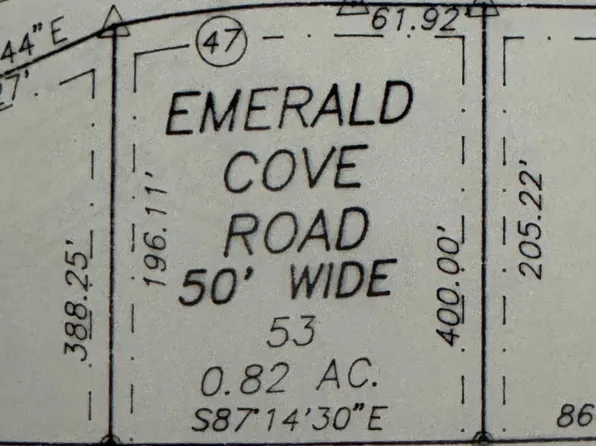 44"E
27'
47
61.92'
EMERALD
COVE
ROAD
50' WIDE
53
0.82 AC.
S87°14'30"E
388.25'
196.11'
400.00'
205.22'
86